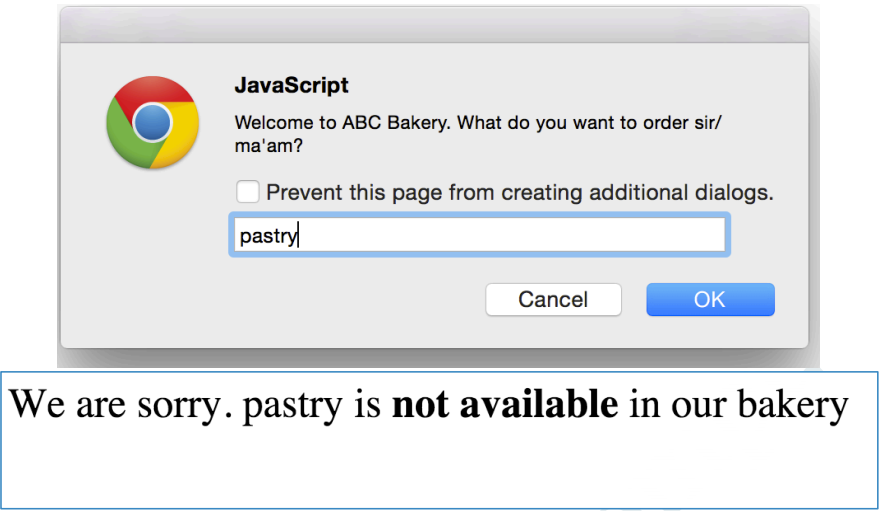 JavaScript
Welcome to ABC Bakery. What do you want to order sir/
ma'am?
Prevent this page from creating additional dialogs.
pastry
Cancel
OK
We are sorry. pastry is not available in our bakery